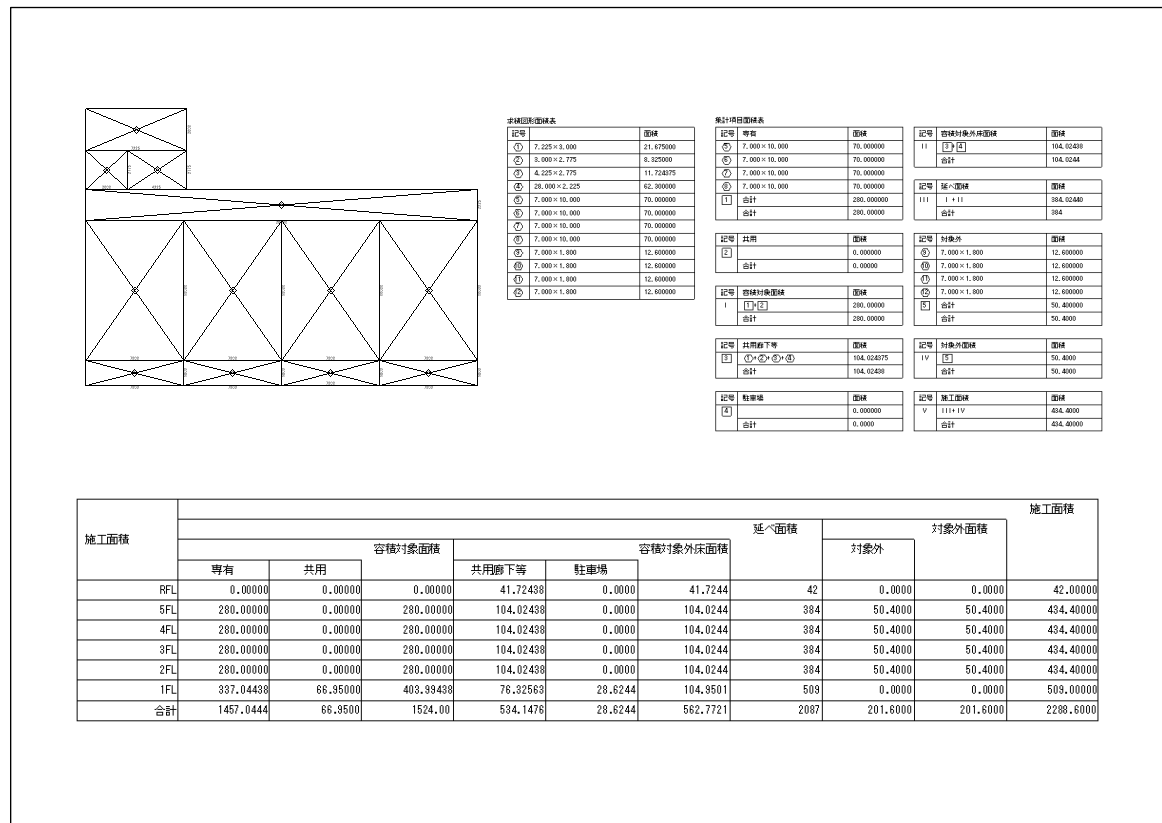 求積図形面積表
記号 面積
① 7.225×3.000 21.675000
② 3.000×2.775 8.325000
③ 4.225×2.775 11.724375
④ 28.000×2.225 62.300000
⑤ 7.000×10.000 70.000000
⑥ 7.000×10.000 70.000000
⑦ 7.000×10.000 70.000000
⑧ 7.000×10.000 70.000000
⑨ 7.000×1.800 12.600000
⑩ 7.000×1.800 12.600000
⑪ 7.000×1.800 12.600000
⑫ 7.000×1.800 12.600000
集計項目面積表
記号 専有 面積
⑤ 7.000×10.000 70.000000
⑥ 7.000×10.000 70.000000
⑦ 7.000×10.000 70.000000
⑧ 7.000×10.000 70.000000
1 合計 280.000000
合計 280.00000
記号 共用 面積
2 0.000000
合計 0.00000
記号 容積対象面積 面積
I 1+2 280.00000
合計 280.00000
記号 共用廊下等 面積
3 ①+②+③+④ 104.024375
合計 104.02438
記号 駐車場 面積
4 0.000000
合計 0.0000
記号 容積対象外床面積 面積
II 3+4 104.02438
合計 104.0244
記号 延べ面積 面積
III I+II 384.02440
合計 384
記号 対象外 面積
⑨ 7.000×1.800 12.600000
⑩ 7.000×1.800 12.600000
⑪ 7.000×1.800 12.600000
⑫ 7.000×1.800 12.600000
5 合計 50.400000
合計 50.4000
記号 対象外面積 面積
IV 5 50.4000
合計 50.4000
記号 施工面積 面積
V III+IV 434.4000
合計 434.40000
施工面積
施工面積
延べ面積 対象外面積
容積対象面積 容積対象外床面積 対象外
専有 共用 共用廊下等 駐車場
RFL 0.00000 0.00000 0.00000 41.72438 0.0000 41.7244 42 0.0000 0.0000 42.00000
5FL 280.00000 0.00000 280.00000 104.02438 0.0000 104.0244 384 50.4000 50.4000 434.40000
4FL 280.00000 0.00000 280.00000 104.02438 0.0000 104.0244 384 50.4000 50.4000 434.40000
3FL 280.00000 0.00000 280.00000 104.02438 0.0000 104.0244 384 50.4000 50.4000 434.40000
2FL 280.00000 0.00000 280.00000 104.02438 0.0000 104.0244 384 50.4000 50.4000 434.40000
1FL 337.04438 66.95000 403.99438 76.32563 28.6244 104.9501 509 0.0000 0.0000 509.00000
合計 1457.0444 66.9500 1524.00 534.1476 28.6244 562.7721 2087 201.6000 201.6000 2288.6000